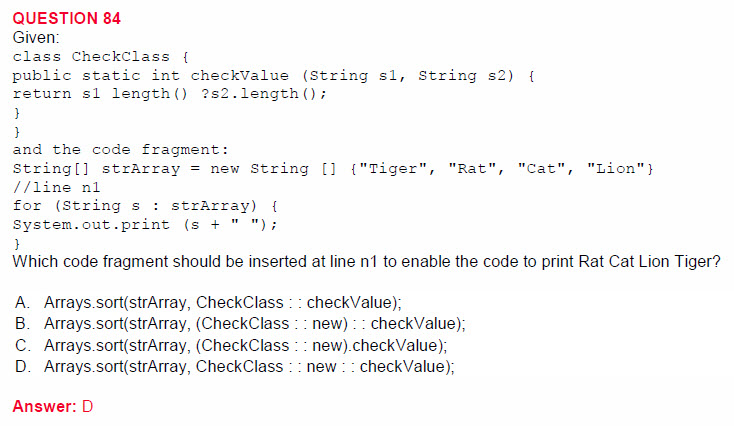 QUESTION 84
Given:
class CheckClass {
public static int checkValue (String s1, String s2) {
return s1 length() ?s2.length();
}
}
and the code fragment:
String[] strArray = new String [] {"Tiger", "Rat", "Cat", "Lion"}
//line n1
for (String s : strArray) {
System.out.print (s + " ");
}
Which code fragment should be inserted at line n1 to enable the code to print Rat Cat Lion Tiger?
A. Arrays.sort(strArray, CheckClass : : checkValue);
B. Arrays.sort(strArray, (CheckClass : : new) : : checkValue);
C. Arrays.sort(strArray, (CheckClass : : new).checkValue);
D. Arrays.sort(strArray, CheckClass : : new : : checkValue);
Answer: D